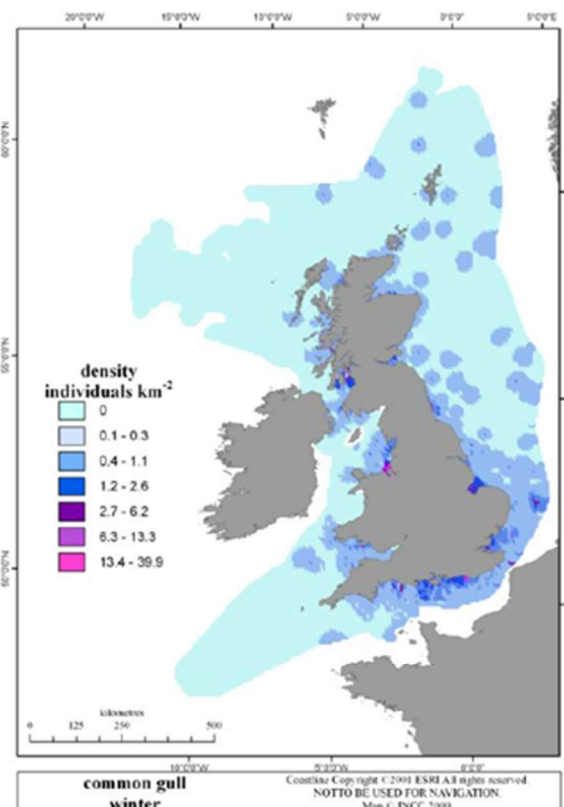 20°0'0"W 15°0'0"W 10°0'0"W 5°0'0"W 0°0'0" 5°0'0"E
60°0'0"N
55°0'0"N
density
individuals km⁻²
0
0.1 - 0.3
0.4 - 1.1
1.2 - 2.6
2.7 - 6.2
6.3 - 13.3
13.4 - 39.9
50°0'0"N
kilometres
0 125 250 500
10°0'0"W 5°0'0"W 0°0'0"
common gull
winter
Coastline Copyright ©2001 ESRI All rights reserved.
NOT TO BE USED FOR NAVIGATION.
Map © JNCC 2009